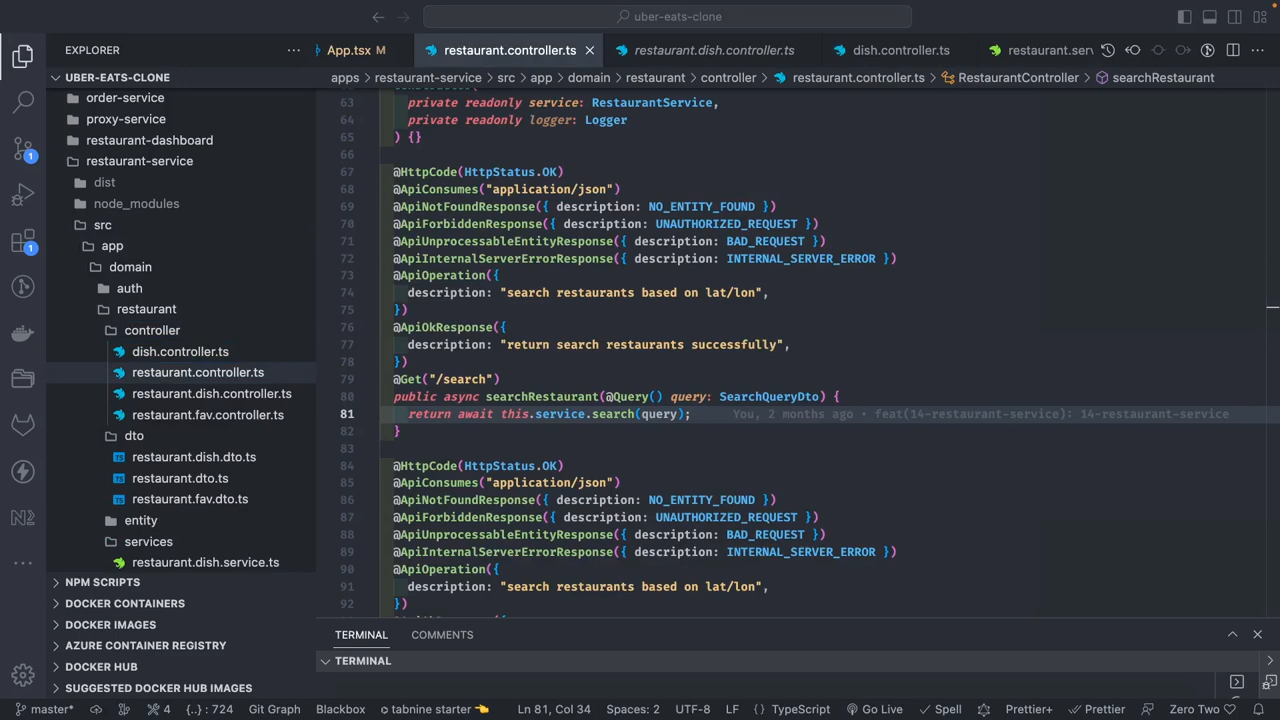 uber-eats-clone
EXPLORER
App.tsx M
restaurant.controller.ts
restaurant.dish.controller.ts
dish.controller.ts
restaurant.serv
UBER-EATS-CLONE
apps > restaurant-service > src > app > domain > restaurant > controller > restaurant.controller.ts > RestaurantController > searchRestaurant
order-service
proxy-service
restaurant-dashboard
restaurant-service
dist
node_modules
src
app
domain
auth
restaurant
controller
dish.controller.ts
restaurant.controller.ts
restaurant.dish.controller.ts
restaurant.fav.controller.ts
dto
restaurant.dish.dto.ts
restaurant.dto.ts
restaurant.fav.dto.ts
entity
services
restaurant.dish.service.ts
NPM SCRIPTS
DOCKER CONTAINERS
DOCKER IMAGES
AZURE CONTAINER REGISTRY
DOCKER HUB
SUGGESTED DOCKER HUB IMAGES
63 private readonly service: RestaurantService,
64 private readonly logger: Logger
65 ) {}
66
67 @HttpCode(HttpStatus.OK)
68 @ApiConsumes("application/json")
69 @ApiNotFoundResponse({ description: NO_ENTITY_FOUND })
70 @ApiForbiddenResponse({ description: UNAUTHORIZED_REQUEST })
71 @ApiUnprocessableEntityResponse({ description: BAD_REQUEST })
72 @ApiInternalServerErrorResponse({ description: INTERNAL_SERVER_ERROR })
73 @ApiOperation({
74 description: "search restaurants based on lat/lon",
75 })
76 @ApiOkResponse({
77 description: "return search restaurants successfully",
78 })
79 @Get("/search")
80 public async searchRestaurant(@Query() query: SearchQueryDto) {
81 return await this.service.search(query); You, 2 months ago • feat(14-restaurant-service): 14-restaurant-service
82 }
83
84 @HttpCode(HttpStatus.OK)
85 @ApiConsumes("application/json")
86 @ApiNotFoundResponse({ description: NO_ENTITY_FOUND })
87 @ApiForbiddenResponse({ description: UNAUTHORIZED_REQUEST })
88 @ApiUnprocessableEntityResponse({ description: BAD_REQUEST })
89 @ApiInternalServerErrorResponse({ description: INTERNAL_SERVER_ERROR })
90 @ApiOperation({
91 description: "search restaurants based on lat/lon",
92 })
TERMINAL
COMMENTS
TERMINAL
master* 4 {..} : 724 Git Graph Blackbox tabnine starter 👈 Ln 81, Col 34 Spaces: 2 UTF-8 LF {} TypeScript Go Live Spell Prettier+ Prettier Zero Two
1
1